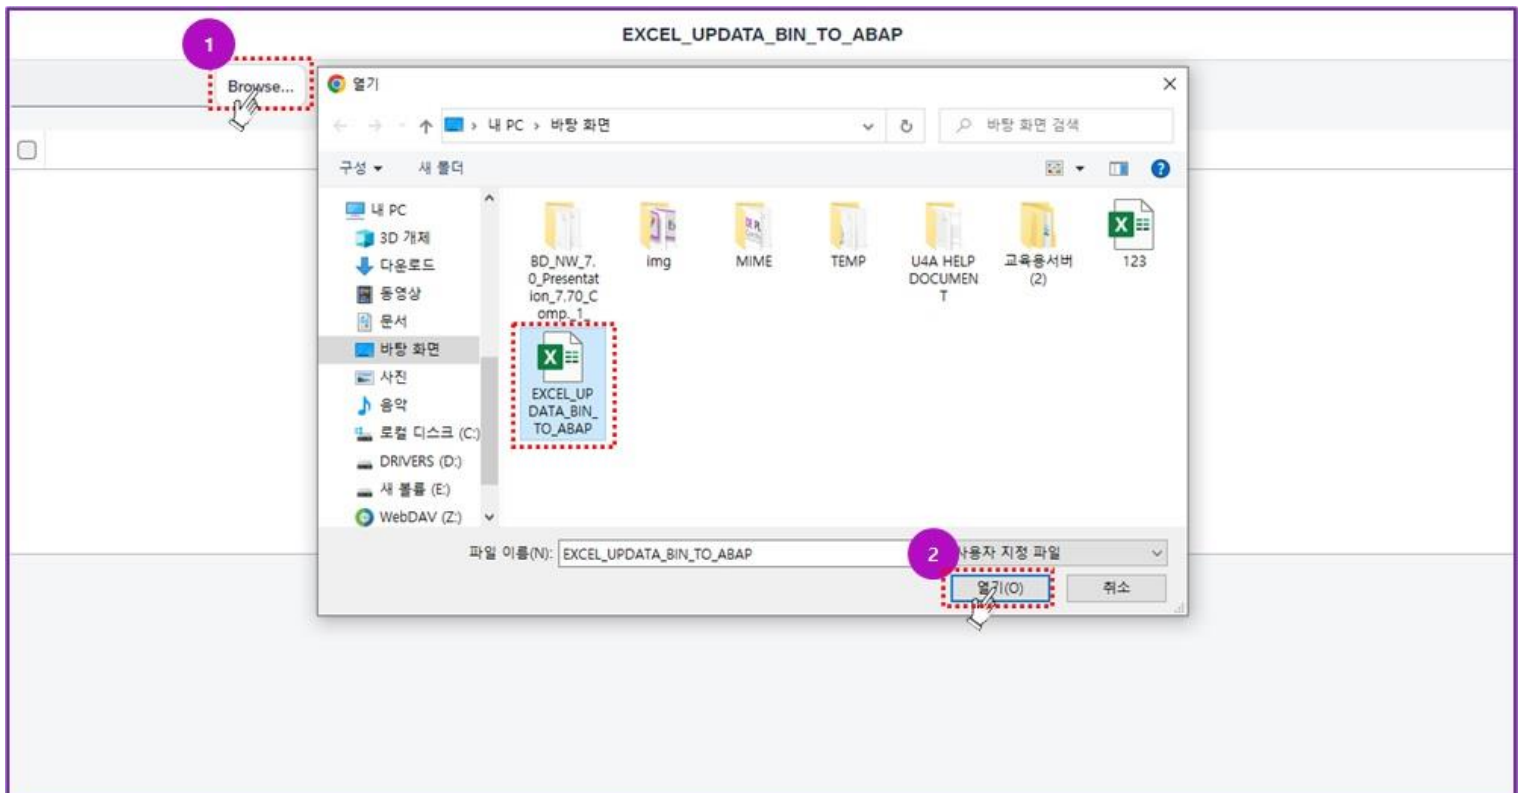 EXCEL_UPDATA_BIN_TO_ABAP
1
Browse...
열기
내 PC › 바탕 화면
바탕 화면 검색
구성
새 폴더
내 PC
3D 개체
다운로드
동영상
문서
바탕 화면
사진
음악
로컬 디스크 (C:)
DRIVERS (D:)
새 볼륨 (E:)
WebDAV (Z:)
BD_NW_7.
0_Presentat
ion_7.70_C
omp._1_
img
MIME
TEMP
U4A HELP
DOCUMEN
T
교육용서버
(2)
123
EXCEL_UP
DATA_BIN_
TO_ABAP
파일 이름(N):
EXCEL_UPDATA_BIN_TO_ABAP
2
사용자 지정 파일
열기(O)
취소